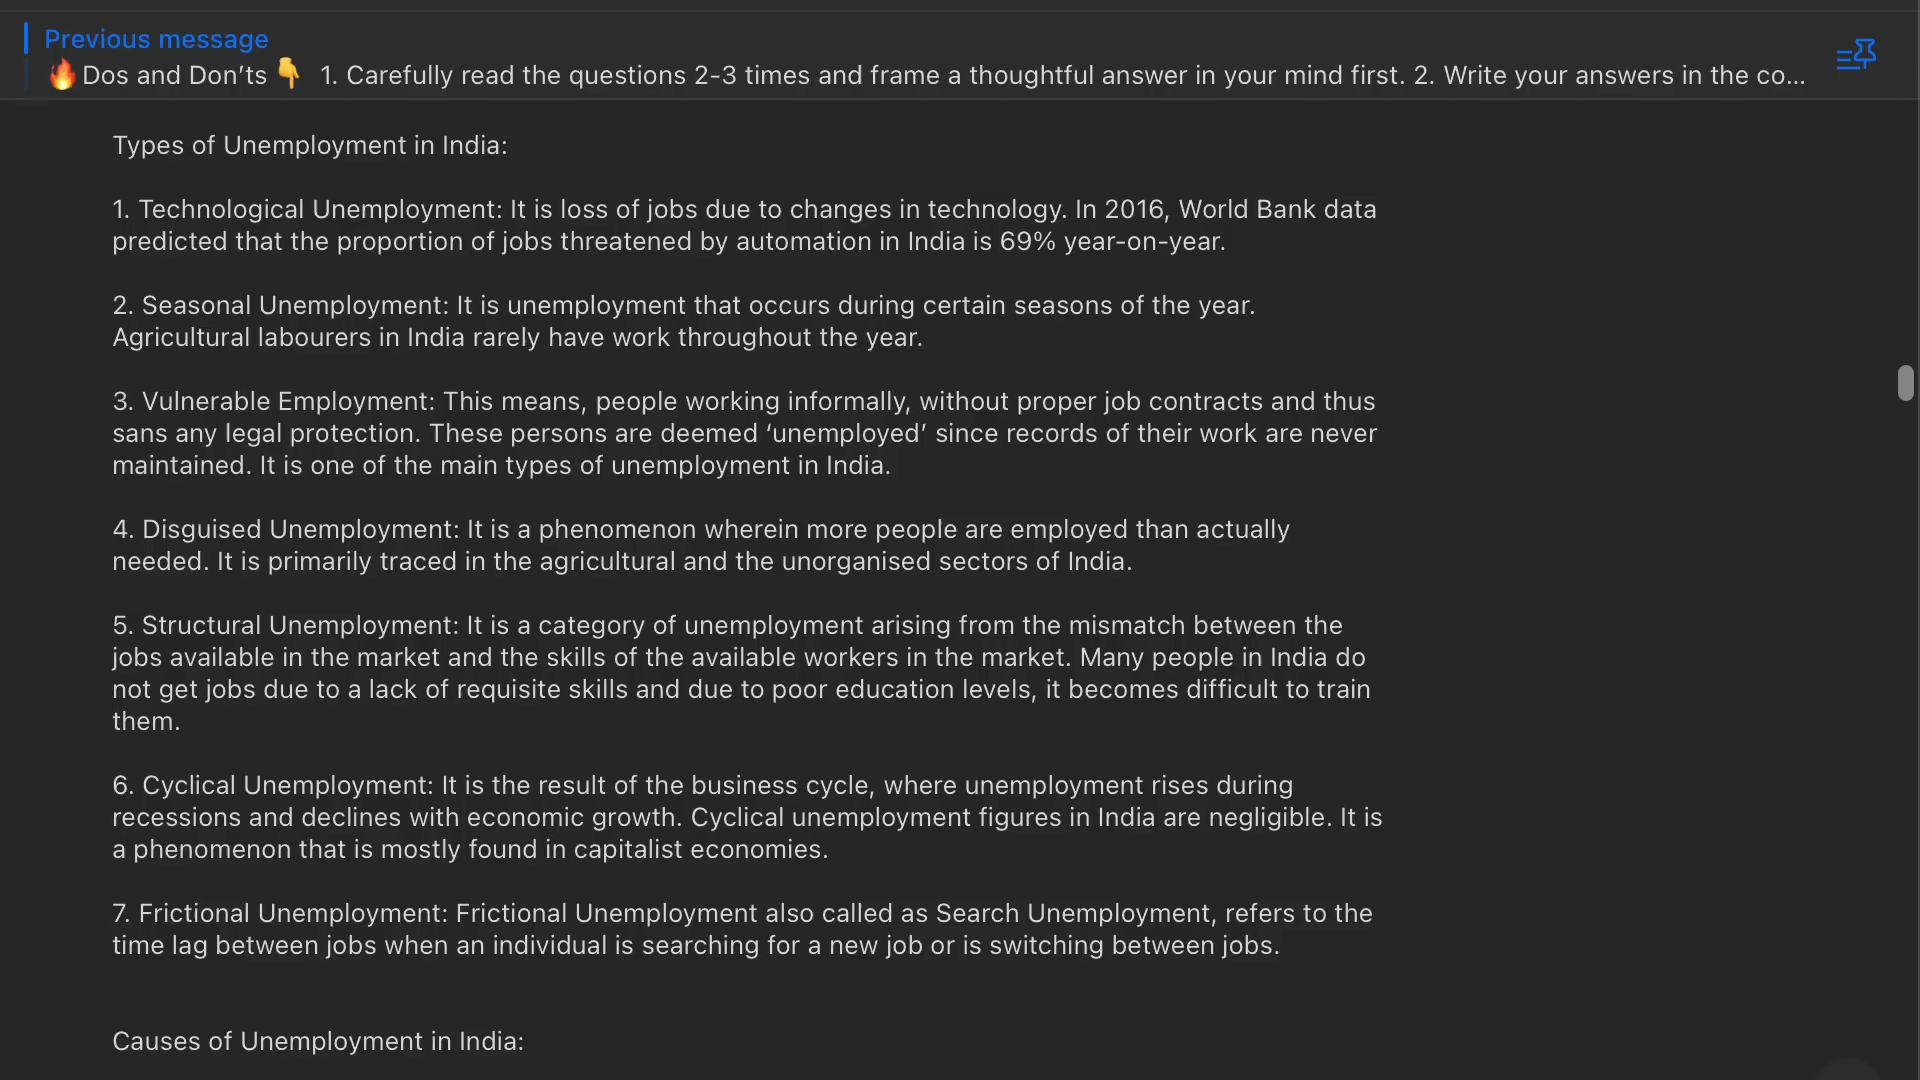 Previous message
🔥 Dos and Don’ts 👇 1. Carefully read the questions 2-3 times and frame a thoughtful answer in your mind first. 2. Write your answers in the co...
Types of Unemployment in India:
1. Technological Unemployment: It is loss of jobs due to changes in technology. In 2016, World Bank data
predicted that the proportion of jobs threatened by automation in India is 69% year-on-year.
2. Seasonal Unemployment: It is unemployment that occurs during certain seasons of the year.
Agricultural labourers in India rarely have work throughout the year.
3. Vulnerable Employment: This means, people working informally, without proper job contracts and thus
sans any legal protection. These persons are deemed ‘unemployed’ since records of their work are never
maintained. It is one of the main types of unemployment in India.
4. Disguised Unemployment: It is a phenomenon wherein more people are employed than actually
needed. It is primarily traced in the agricultural and the unorganised sectors of India.
5. Structural Unemployment: It is a category of unemployment arising from the mismatch between the
jobs available in the market and the skills of the available workers in the market. Many people in India do
not get jobs due to a lack of requisite skills and due to poor education levels, it becomes difficult to train
them.
6. Cyclical Unemployment: It is the result of the business cycle, where unemployment rises during
recessions and declines with economic growth. Cyclical unemployment figures in India are negligible. It is
a phenomenon that is mostly found in capitalist economies.
7. Frictional Unemployment: Frictional Unemployment also called as Search Unemployment, refers to the
time lag between jobs when an individual is searching for a new job or is switching between jobs.
Causes of Unemployment in India: